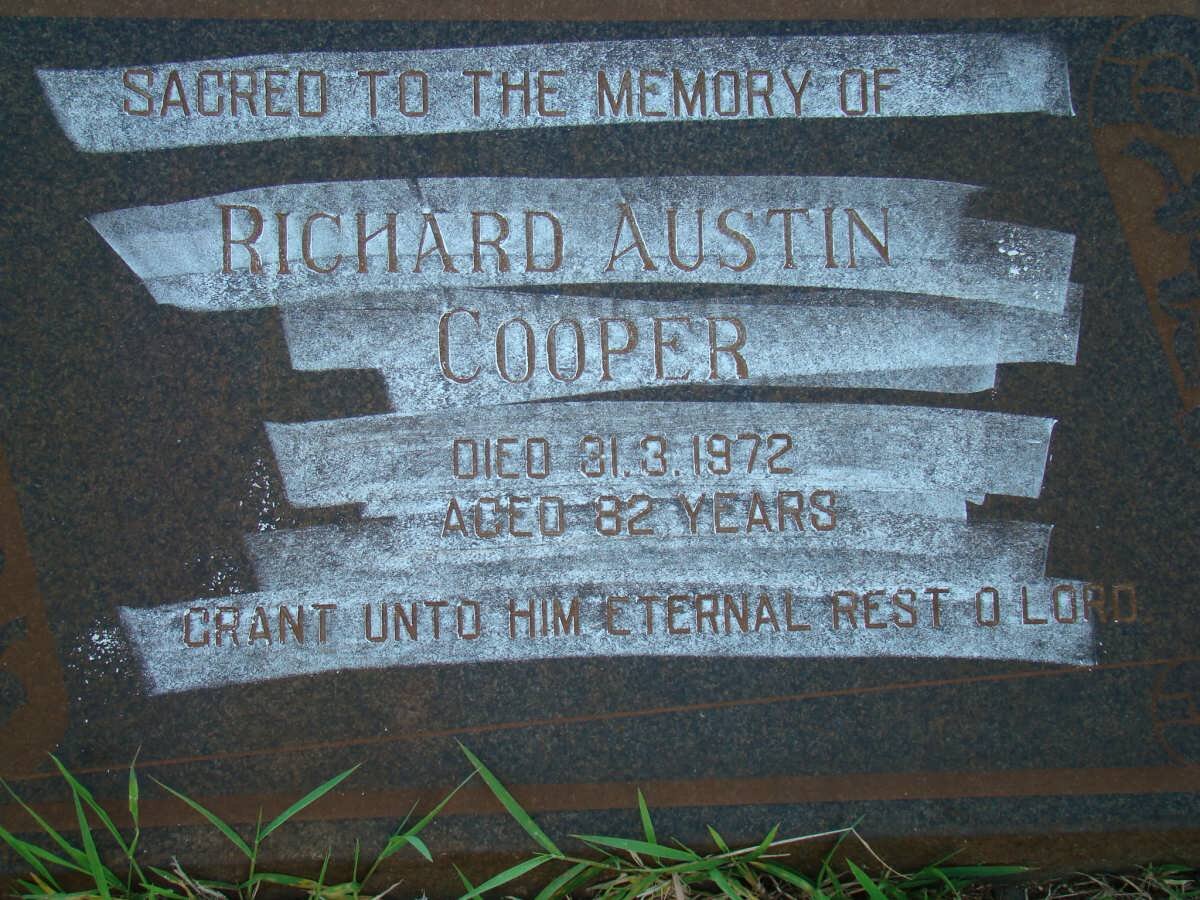 SACRED TO THE MEMORY OF
RICHARD AUSTIN
COOPER
DIED 31.3.1972
AGED 82 YEARS
GRANT UNTO HIM ETERNAL REST O LORD.